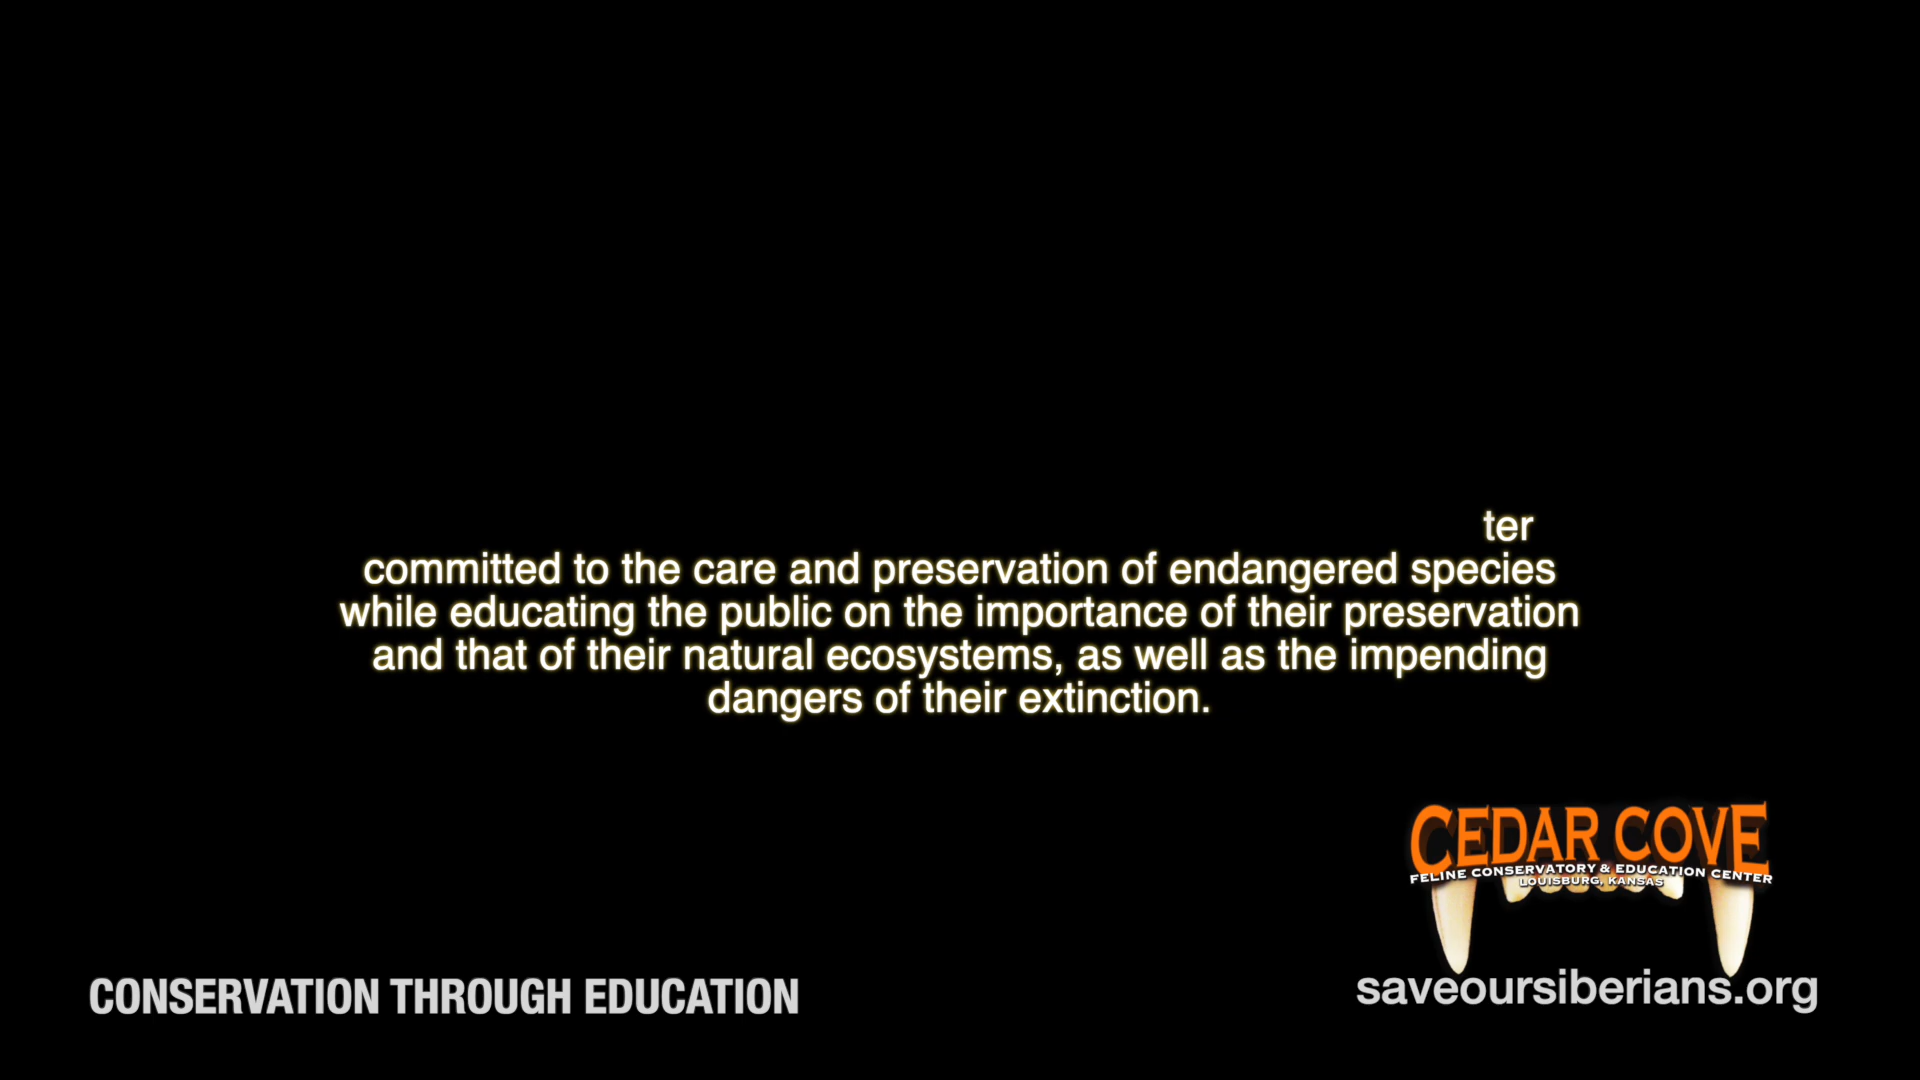 ter
committed to the care and preservation of endangered species
while educating the public on the importance of their preservation
and that of their natural ecosystems, as well as the impending
dangers of their extinction.
CEDAR COVE
FELINE CONSERVATORY & EDUCATION CENTER
LOUISBURG, KANSAS
saveoursiberians.org
CONSERVATION THROUGH EDUCATION